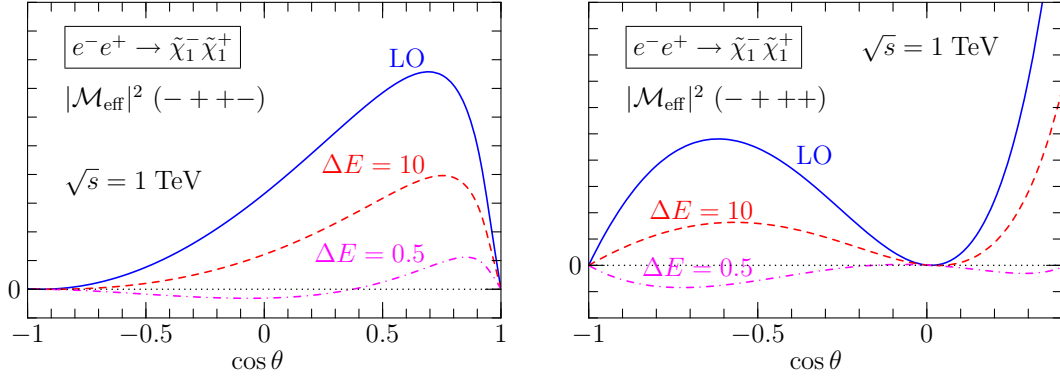 e⁻e⁺ → χ̃₁⁻χ̃₁⁺
LO
|ℳ_eff|² (− + + −)
ΔE = 10
√s = 1 TeV
ΔE = 0.5
0
−1 −0.5 0 0.5 1
cos θ
e⁻e⁺ → χ̃₁⁻χ̃₁⁺
√s = 1 TeV
|ℳ_eff|² (− + + +)
LO
ΔE = 10
ΔE = 0.5
0
−1 −0.5 0
cos θ